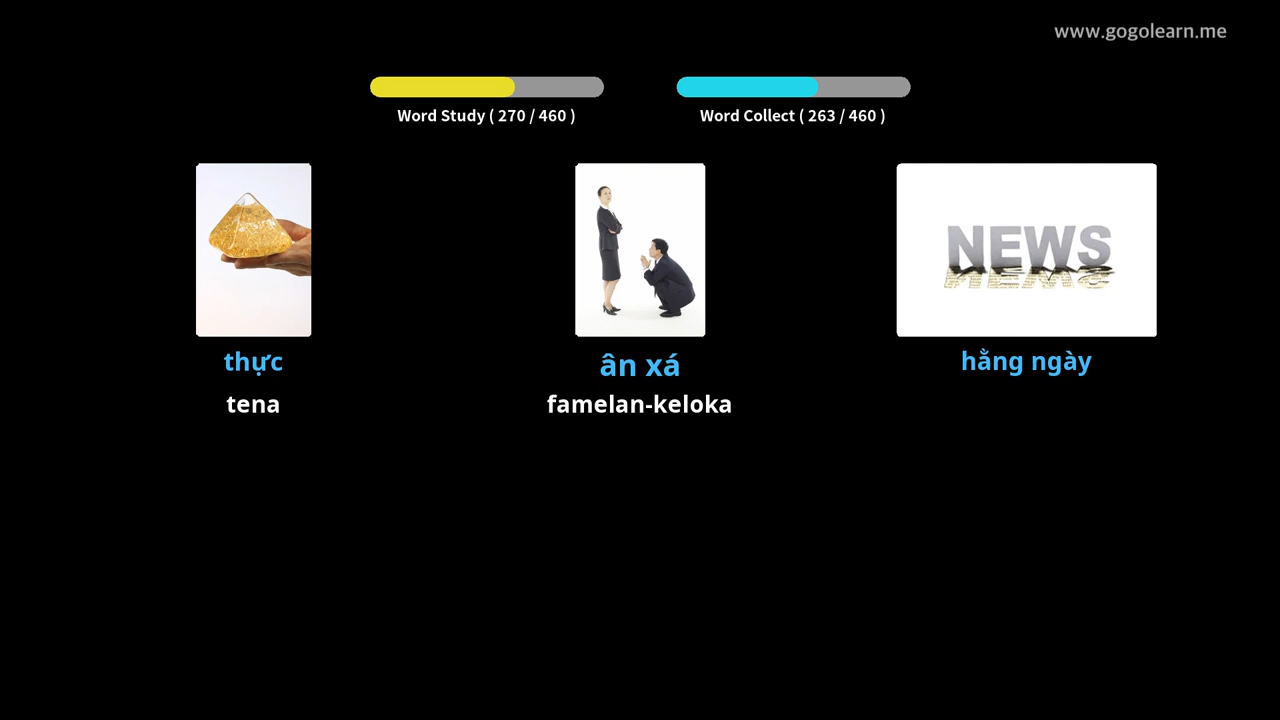 www.gogolearn.me
Word Study ( 270 / 460 )
Word Collect ( 263 / 460 )
NEWS
thực
ân xá
hằng ngày
tena
famelan-keloka